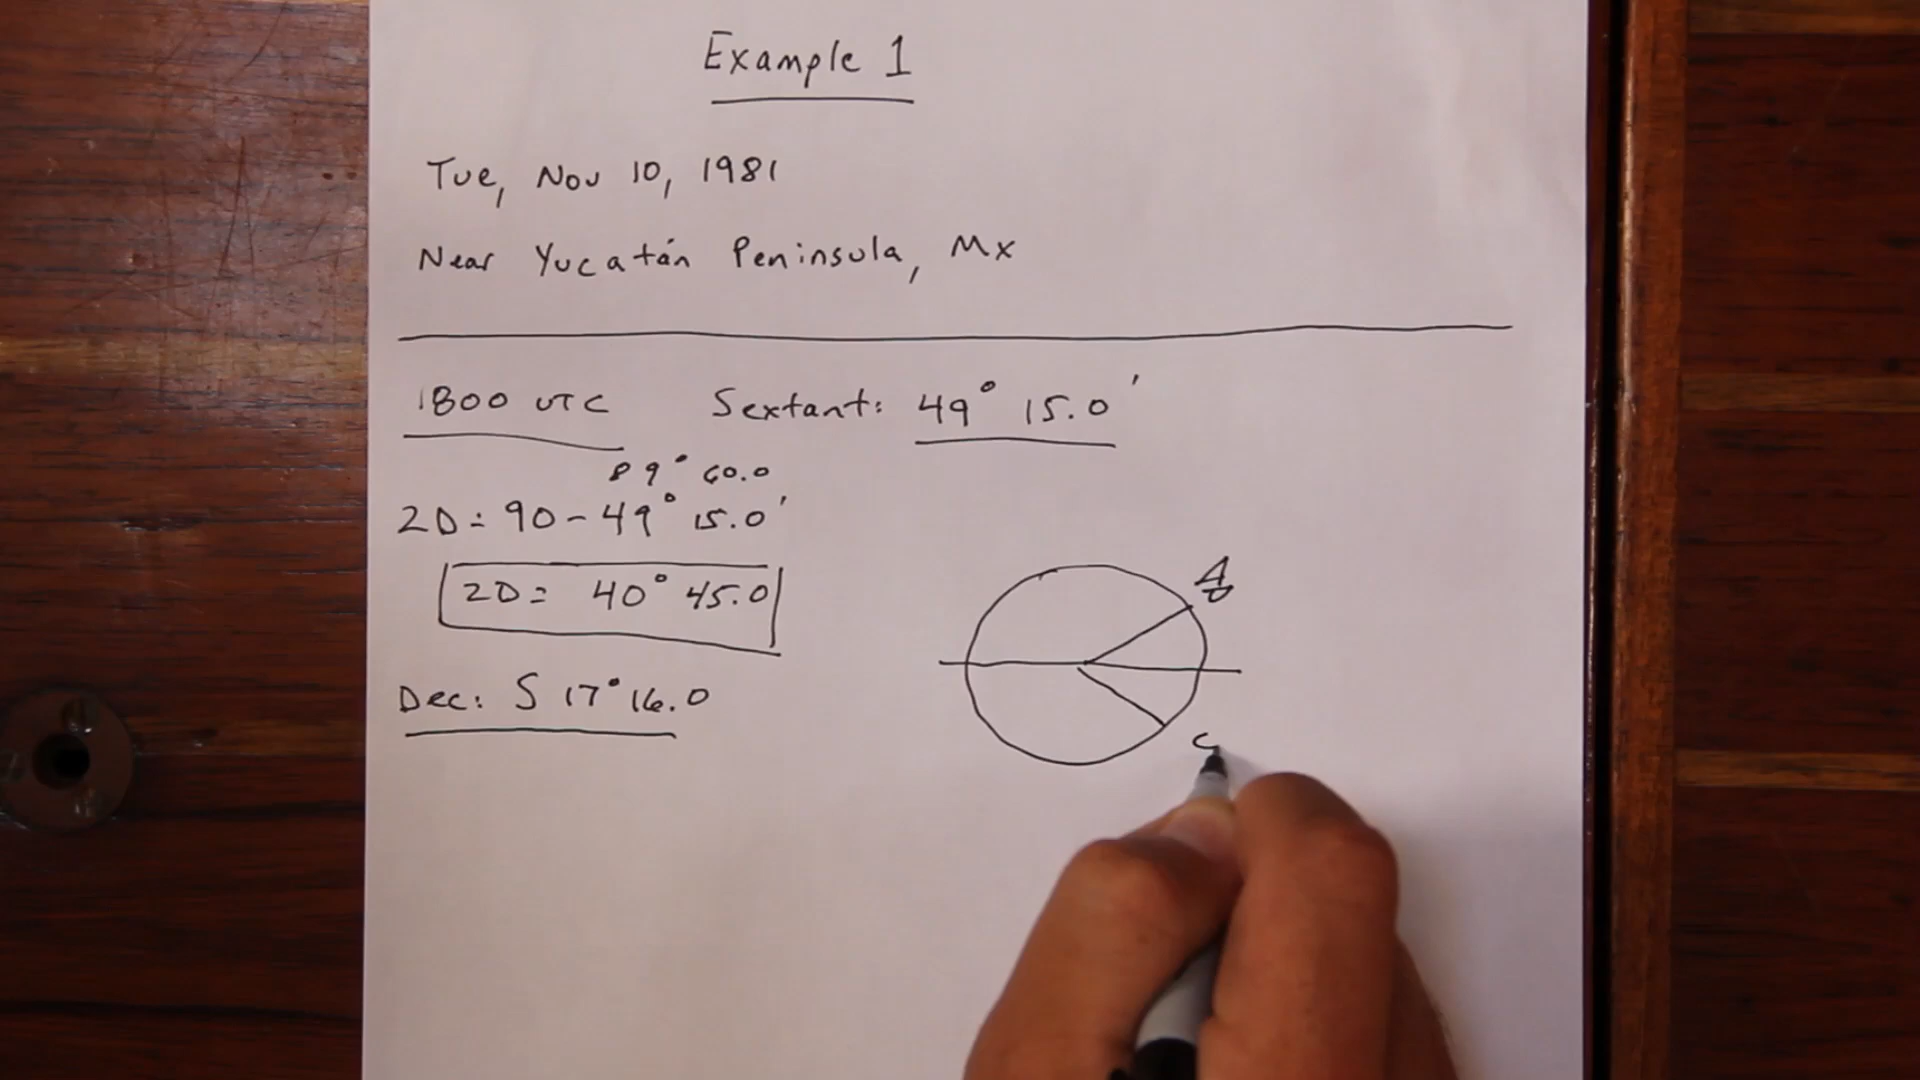 Example 1
Tue, Nov 10, 1981
Near Yucatán Peninsula, Mx
1800 UTC Sextant: 49° 15.0'
89° 60.0
ZD = 90 - 49° 15.0'
ZD = 40° 45.0
Dec: S 17° 16.0